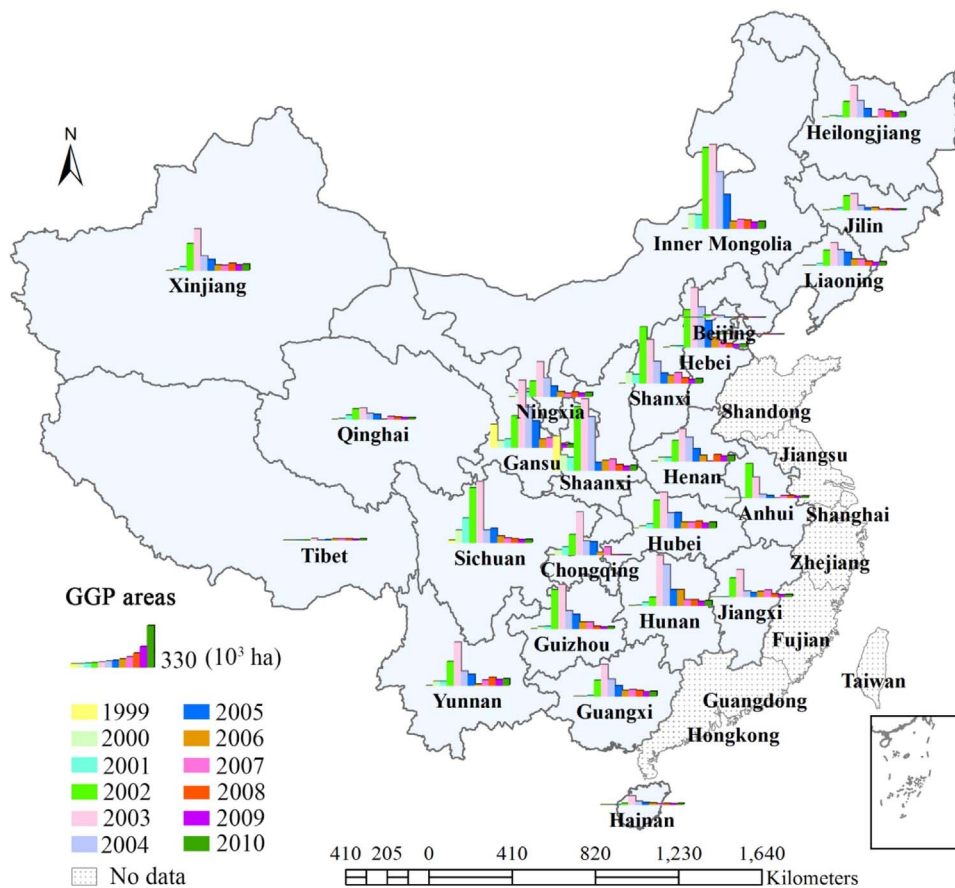 N
Heilongjiang
Jilin
Inner Mongolia
Liaoning
Xinjiang
Beijing
Hebei
Shanxi
Ningxia
Shandong
Qinghai
Jiangsu
Gansu
Henan
Shaanxi
Anhui
Shanghai
Hubei
Tibet
Sichuan
Chongqing
Zhejiang
GGP areas
Jiangxi
Hunan
Guizhou
Fujian
330 (10³ ha)
Yunnan
Guangxi
Taiwan
Guangdong
Hongkong
1999 2005
2000 2006
2001 2007
2002 2008
2003 2009
2004 2010
No data
Hainan
410 205 0 410 820 1,230 1,640
Kilometers